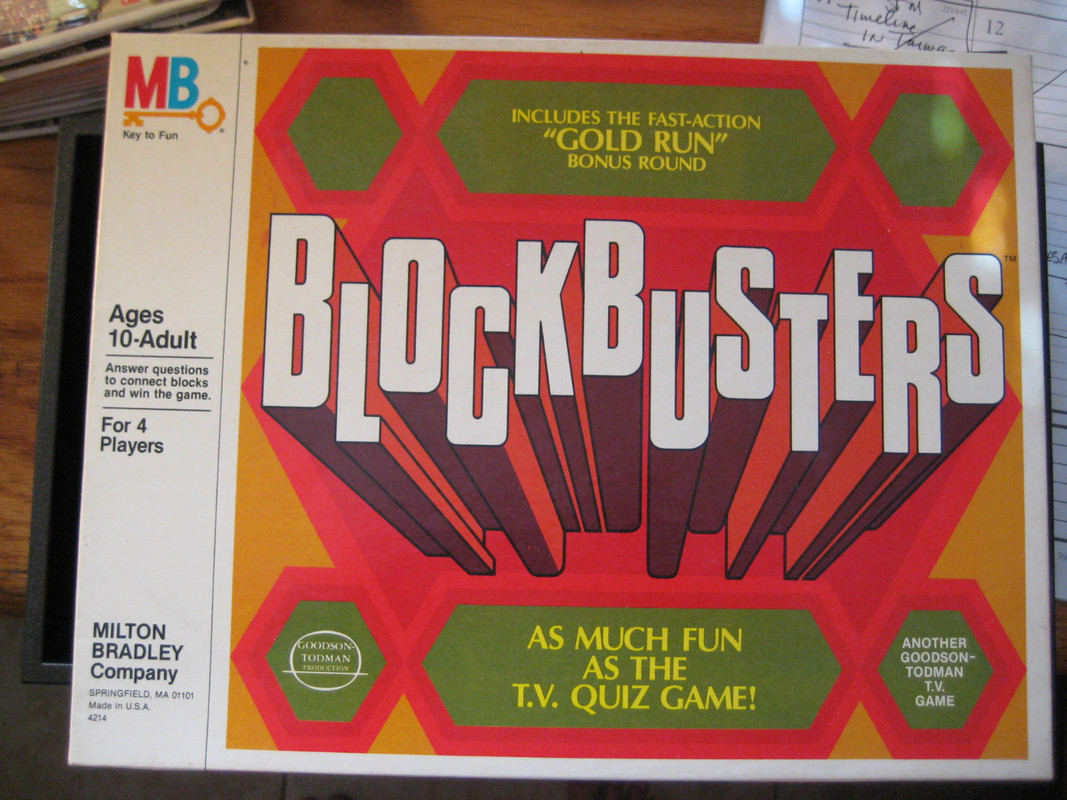 MB
Key to Fun
Ages
10-Adult
Answer questions
to connect blocks
and win the game.
For 4
Players
MILTON
BRADLEY
Company
SPRINGFIELD, MA 01101
Made in U.S.A.
4214
INCLUDES THE FAST-ACTION
"GOLD RUN"
BONUS ROUND
BLOCKBUSTERS
TM
GOODSON-
TODMAN
PRODUCTION
AS MUCH FUN
AS THE
T.V. QUIZ GAME!
ANOTHER
GOODSON-
TODMAN
T.V.
GAME
Timeline
IN
12